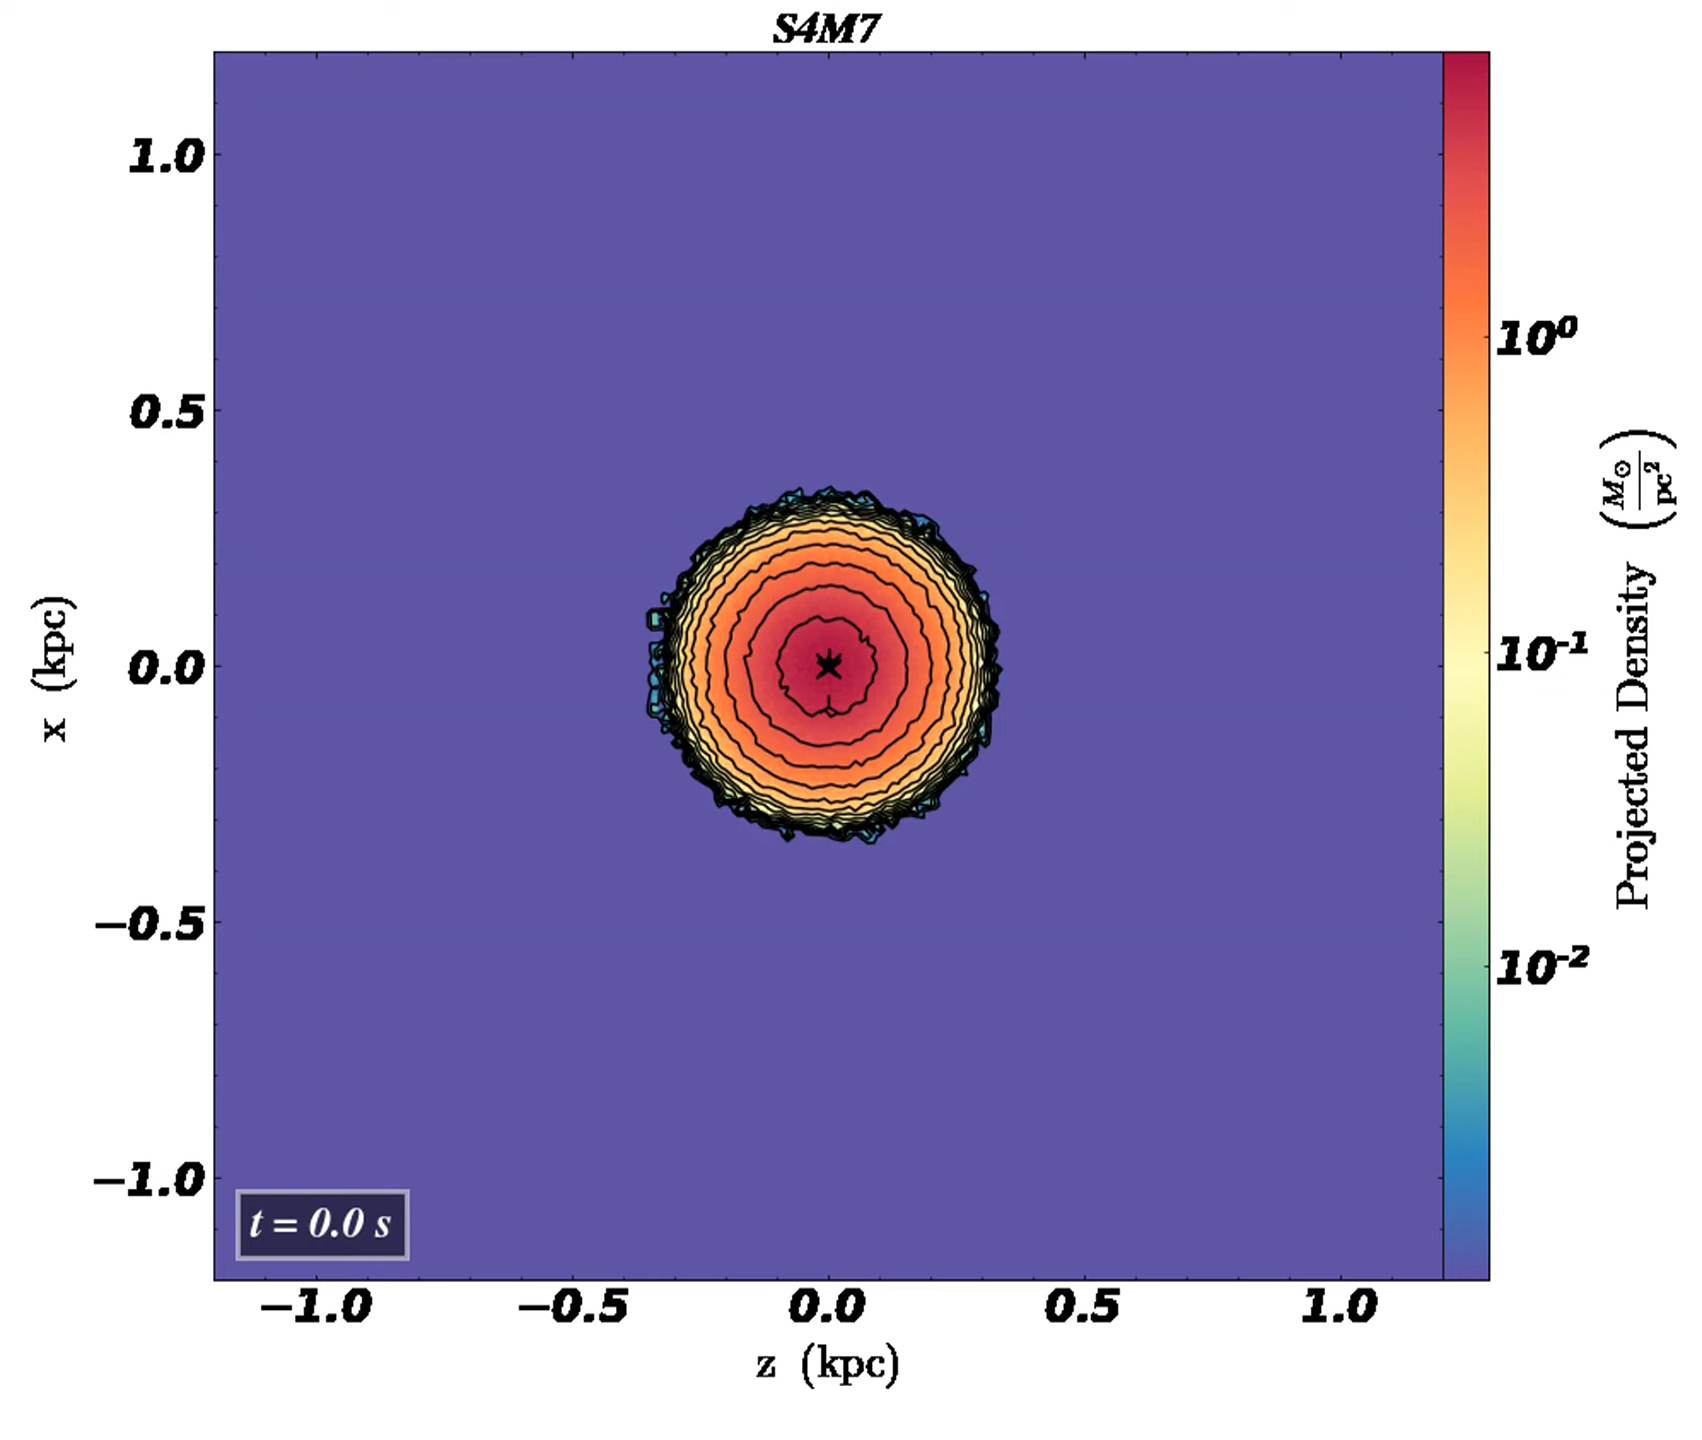 S4M7
1.0
0.5
0.0
−0.5
−1.0
x (kpc)
t = 0.0 s
−1.0 −0.5 0.0 0.5 1.0
z (kpc)
10⁰
10⁻¹
10⁻²
Projected Density (M☉/pc²)